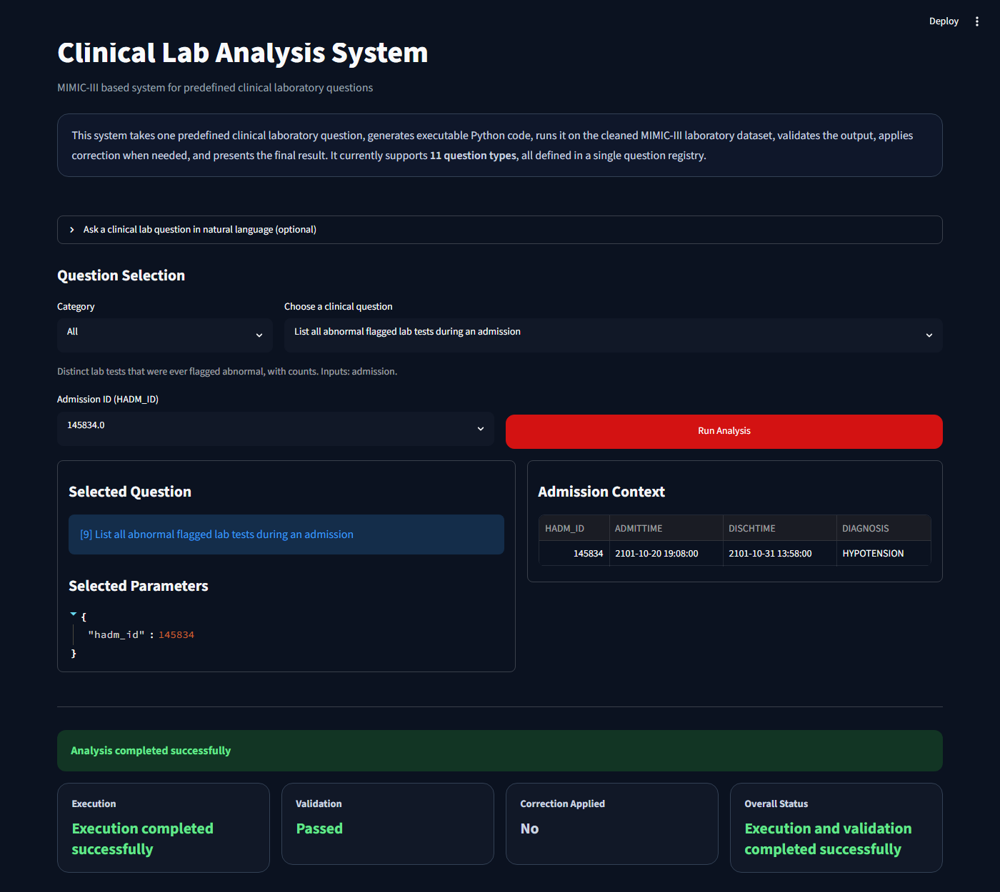 Deploy
Clinical Lab Analysis System
MIMIC-III based system for predefined clinical laboratory questions
This system takes one predefined clinical laboratory question, generates executable Python code, runs it on the cleaned MIMIC-III laboratory dataset, validates the output, applies
correction when needed, and presents the final result. It currently supports 11 question types, all defined in a single question registry.
Ask a clinical lab question in natural language (optional)
Question Selection
Category
Choose a clinical question
All
List all abnormal flagged lab tests during an admission
Distinct lab tests that were ever flagged abnormal, with counts. Inputs: admission.
Admission ID (HADM_ID)
145834.0
Run Analysis
Selected Question
[9] List all abnormal flagged lab tests during an admission
Selected Parameters
{
"hadm_id" : 145834
}
Admission Context
HADM_ID ADMITTIME DISCHTIME DIAGNOSIS
145834 2101-10-20 19:08:00 2101-10-31 13:58:00 HYPOTENSION
Analysis completed successfully
Execution
Execution completed
successfully
Validation
Passed
Correction Applied
No
Overall Status
Execution and validation
completed successfully